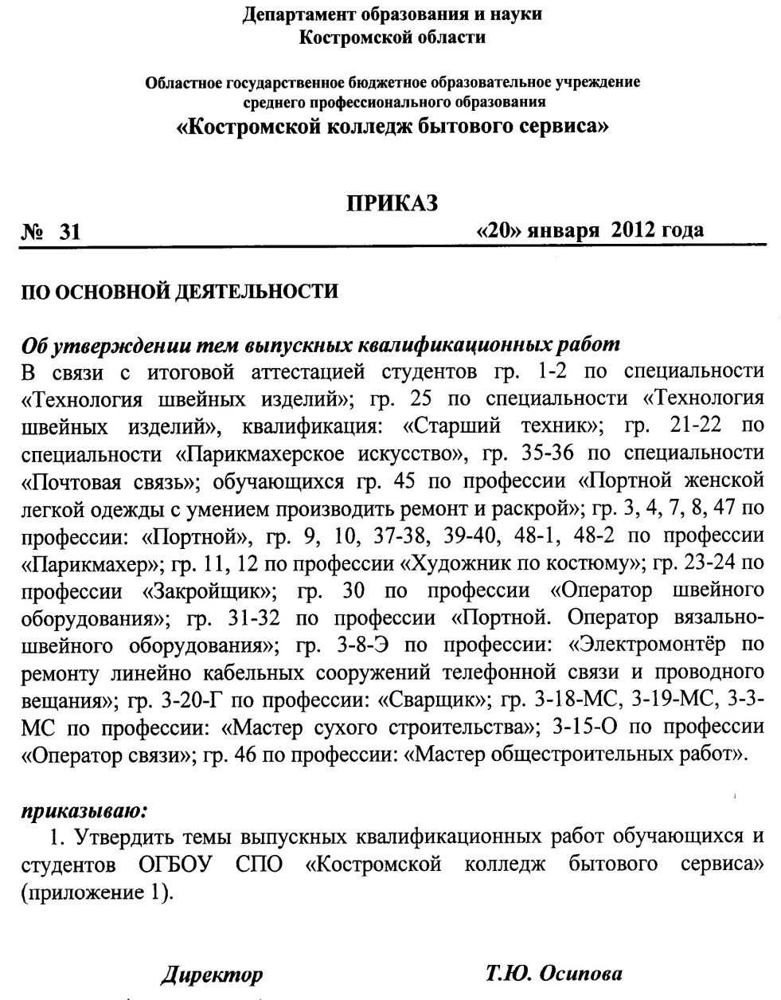 Департамент образования и науки
Костромской области
Областное государственное бюджетное образовательное учреждение
среднего профессионального образования
«Костромской колледж бытового сервиса»
ПРИКАЗ
№ 31 «20» января 2012 года
ПО ОСНОВНОЙ ДЕЯТЕЛЬНОСТИ
Об утверждении тем выпускных квалификационных работ
В связи с итоговой аттестацией студентов гр. 1-2 по специальности
«Технология швейных изделий»; гр. 25 по специальности «Технология
швейных изделий», квалификация: «Старший техник»; гр. 21-22 по
специальности «Парикмахерское искусство», гр. 35-36 по специальности
«Почтовая связь»; обучающихся гр. 45 по профессии «Портной женской
легкой одежды с умением производить ремонт и раскрой»; гр. 3, 4, 7, 8, 47 по
профессии: «Портной», гр. 9, 10, 37-38, 39-40, 48-1, 48-2 по профессии
«Парикмахер»; гр. 11, 12 по профессии «Художник по костюму»; гр. 23-24 по
профессии «Закройщик»; гр. 30 по профессии «Оператор швейного
оборудования»; гр. 31-32 по профессии «Портной. Оператор вязально-
швейного оборудования»; гр. 3-8-Э по профессии: «Электромонтёр по
ремонту линейно кабельных сооружений телефонной связи и проводного
вещания»; гр. 3-20-Г по профессии: «Сварщик»; гр. 3-18-МС, 3-19-МС, 3-3-
МС по профессии: «Мастер сухого строительства»; 3-15-О по профессии
«Оператор связи»; гр. 46 по профессии: «Мастер общестроительных работ».
приказываю:
1. Утвердить темы выпускных квалификационных работ обучающихся и
студентов ОГБОУ СПО «Костромской колледж бытового сервиса»
(приложение 1).
Директор Т.Ю. Осипова